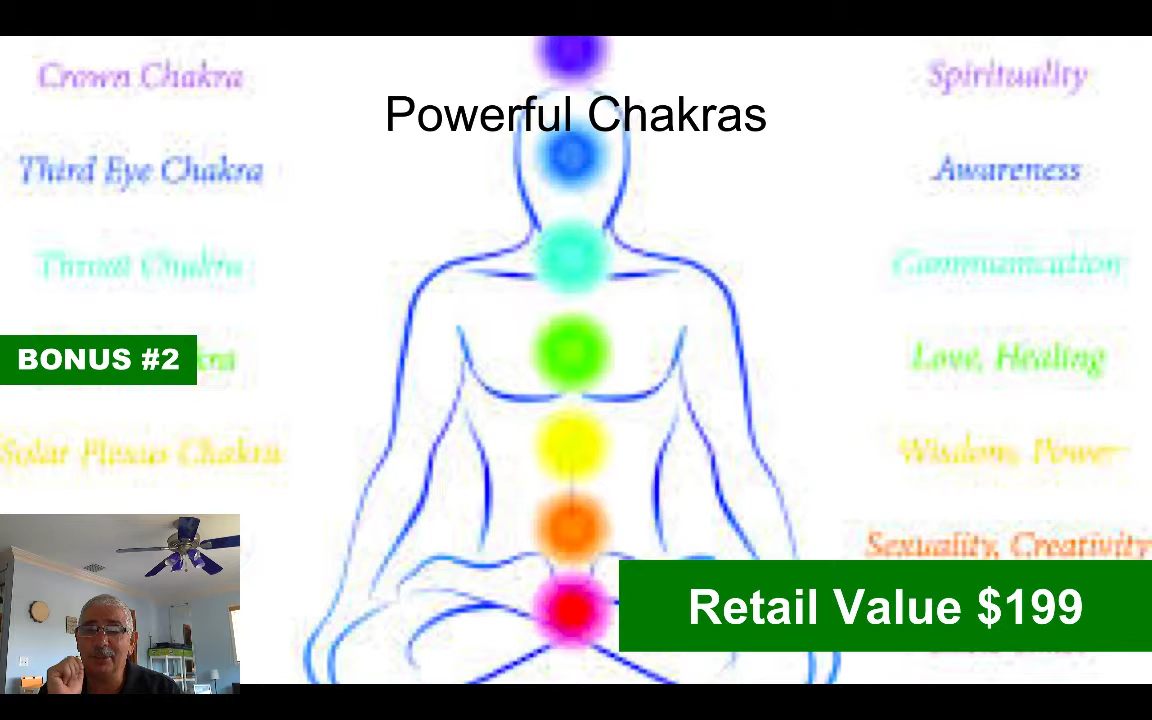 Crown Chakra
Spirituality
Powerful Chakras
Third Eye Chakra
Awareness
Throat Chakra
Communication
BONUS #2
Love, Healing
Solar Plexus Chakra
Wisdom, Power
Sexuality, Creativity
Retail Value $199